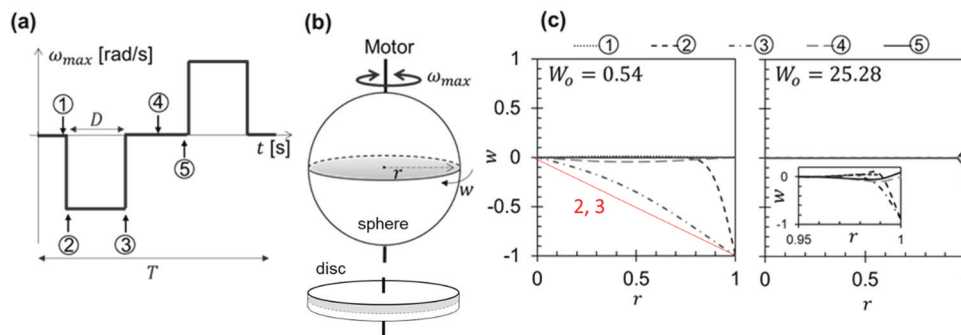 (a)
ω_max [rad/s]
①
D
④
t [s]
⑤
②
③
T
(b)
Motor
ω_max
r
w
sphere
disc
(c)
① ② ③ ④ ⑤
W_o = 0.54
1
0.5
0
-0.5
-1
w
2, 3
0 0.5 1
r
W_o = 25.28
0
-1
w
0.95 r 1
0 0.5 1
r